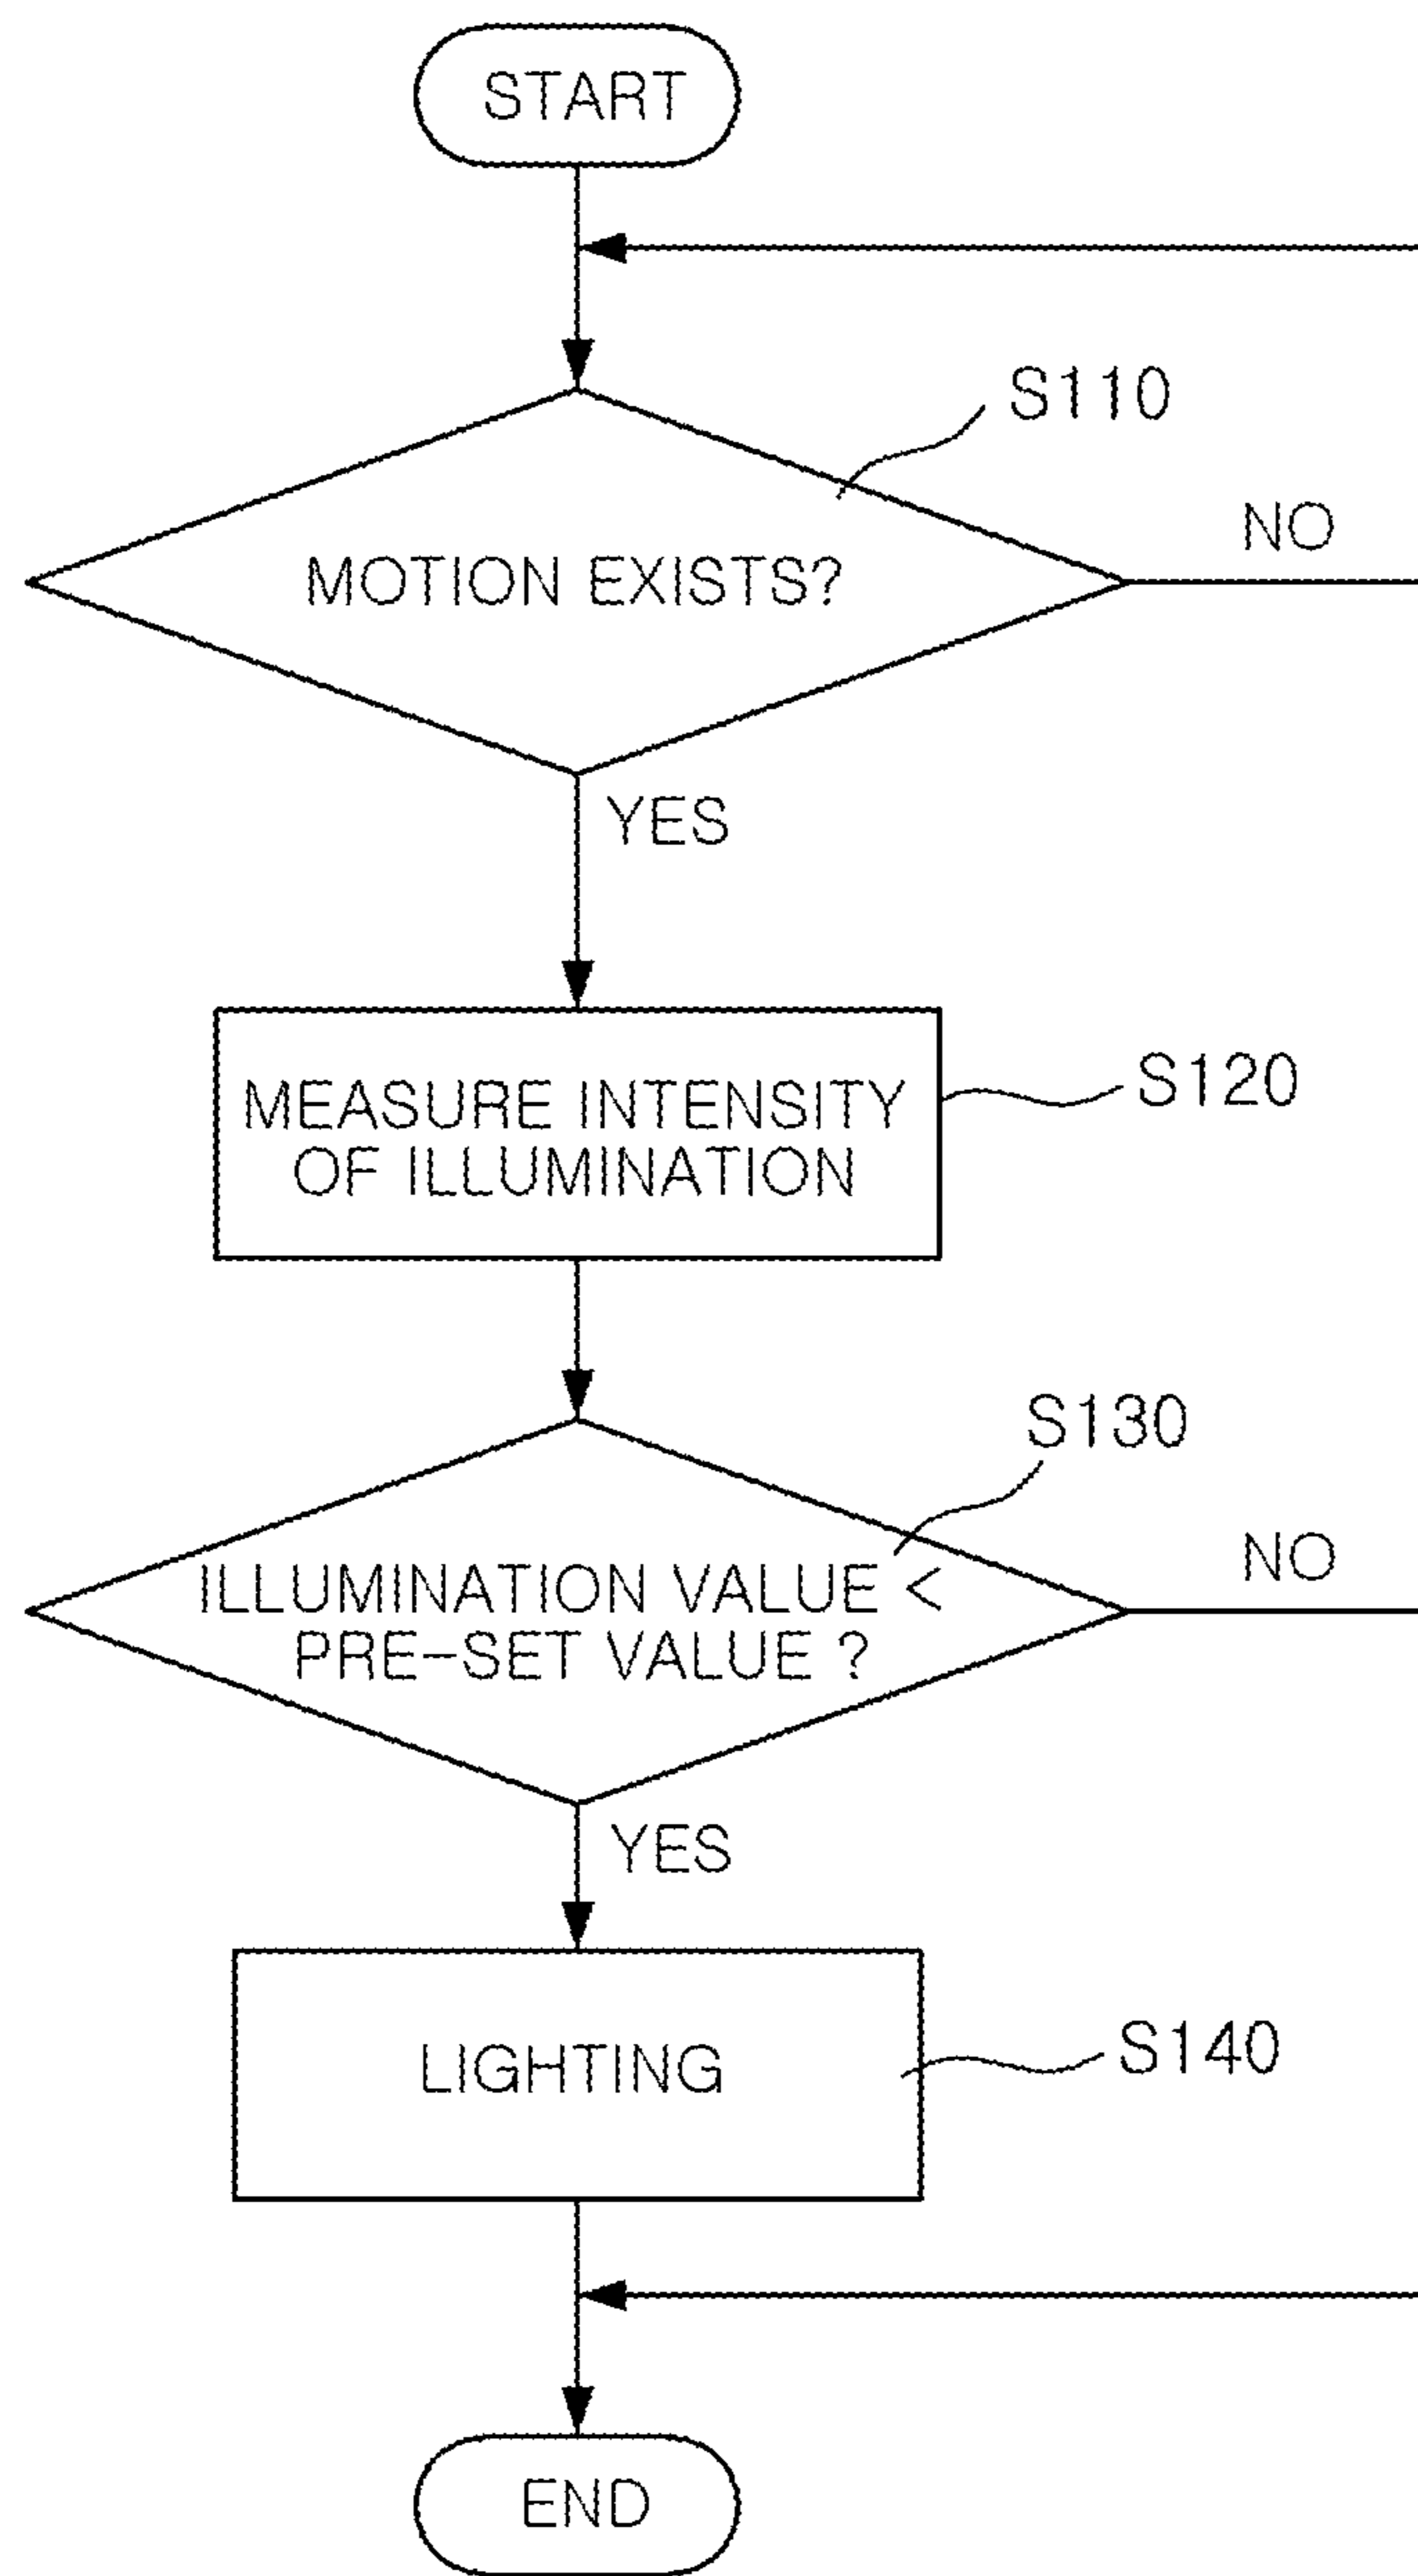 START
S110
MOTION EXISTS?
NO
YES
MEASURE INTENSITY
OF ILLUMINATION
S120
S130
ILLUMINATION VALUE <
PRE-SET VALUE ?
NO
YES
LIGHTING
S140
END